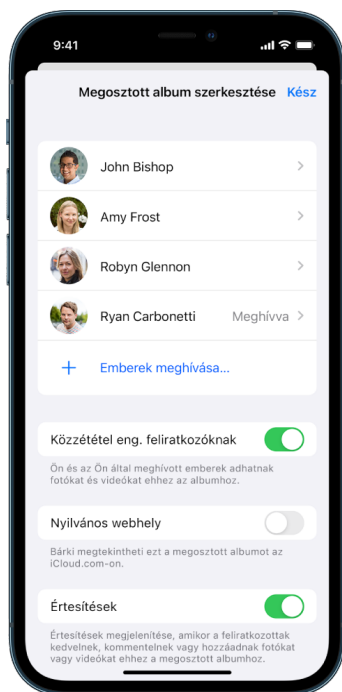 9:41
Megosztott album szerkesztése Kész
John Bishop
Amy Frost
Robyn Glennon
Ryan Carbonetti Meghívva
Emberek meghívása...
Közzététel eng. feliratkozóknak
Ön és az Ön által meghívott emberek adhatnak
fotókat és videókat ehhez az albumhoz.
Nyilvános webhely
Bárki megtekintheti ezt a megosztott albumot az
iCloud.com-on.
Értesítések
Értesítések megjelenítése, amikor a feliratkozottak
kedvelnek, kommentelnek vagy hozzáadnak fotókat
vagy videókat ehhez a megosztott albumhoz.